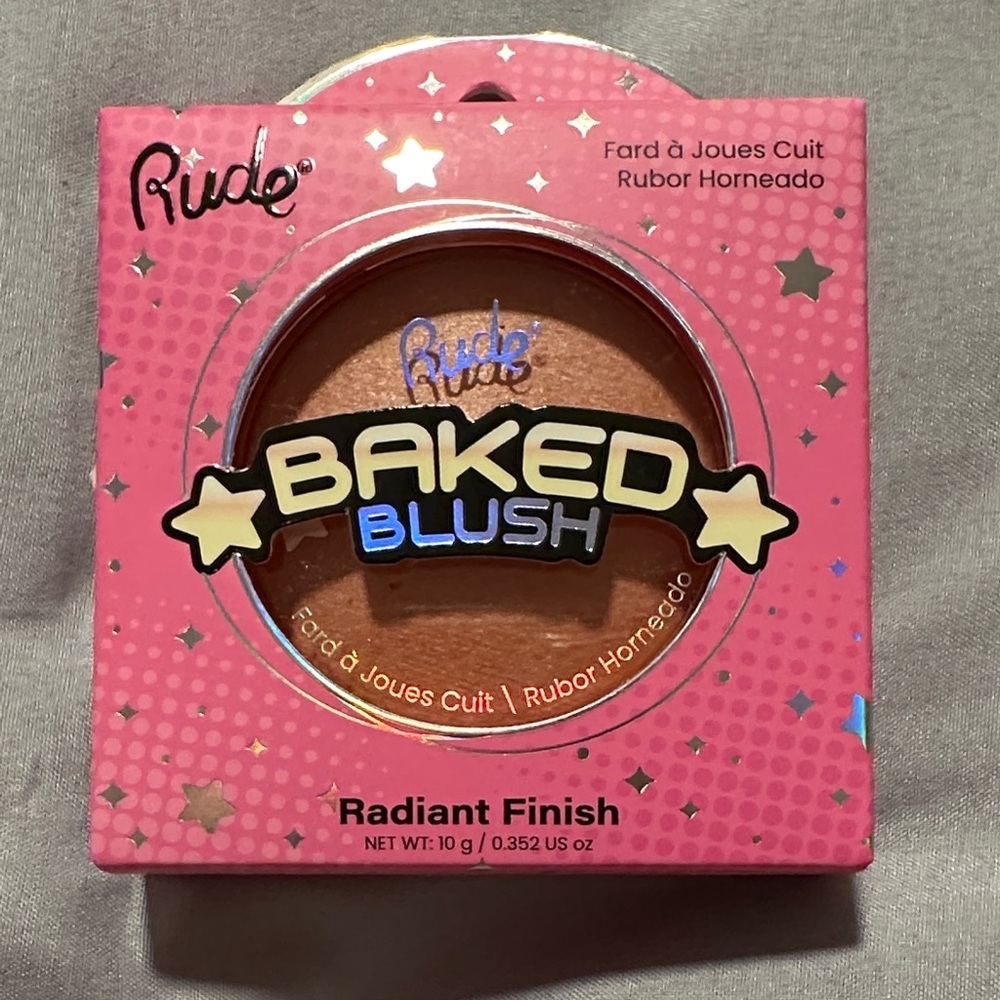 Rude
Fard à Joues Cuit
Rubor Horneado
Rude
BAKED
BLUSH
Fard à Joues Cuit \ Rubor Horneado
Radiant Finish
NET WT: 10 g / 0.352 US oz